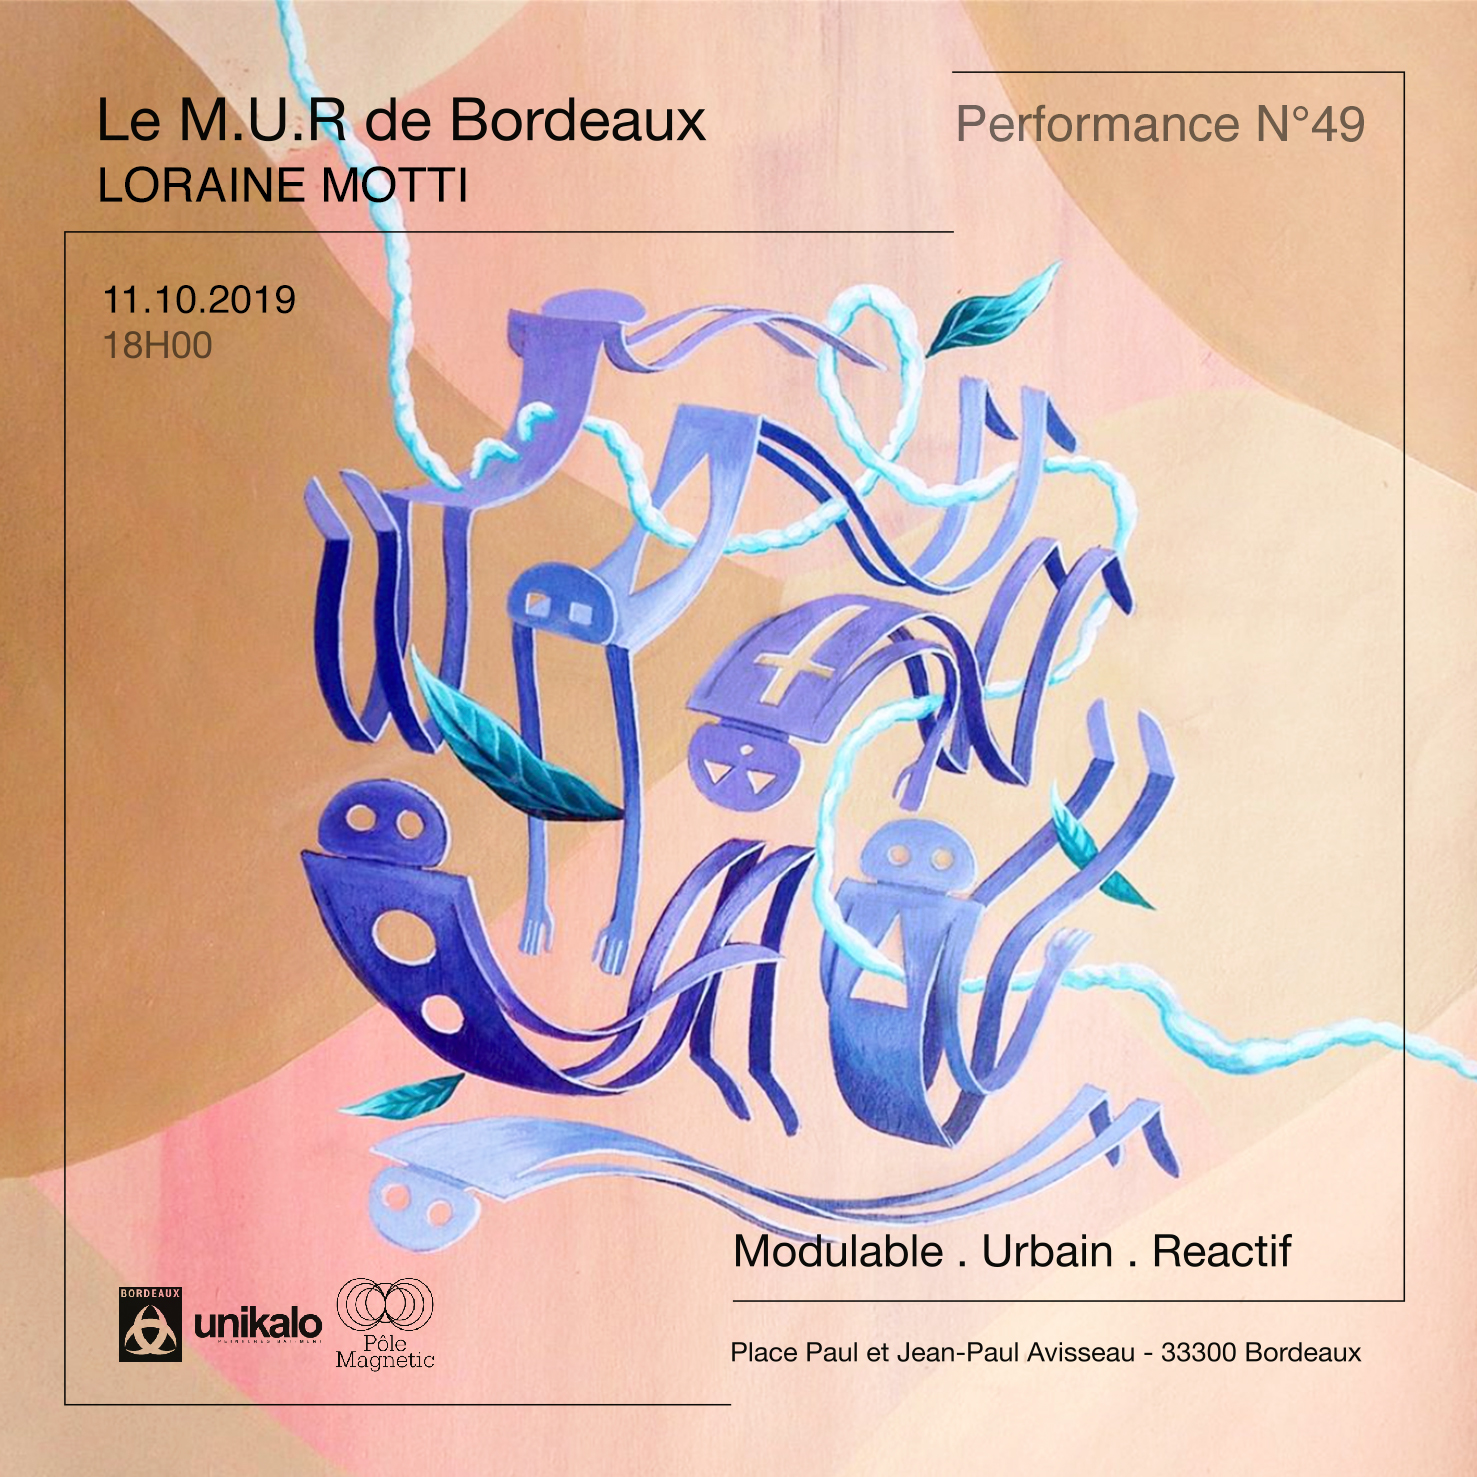 Le M.U.R de Bordeaux
LORAINE MOTTI
Performance N°49
11.10.2019
18H00
Modulable . Urbain . Reactif
BORDEAUX
unikalo
Pôle
Magnetic
Place Paul et Jean-Paul Avisseau - 33300 Bordeaux